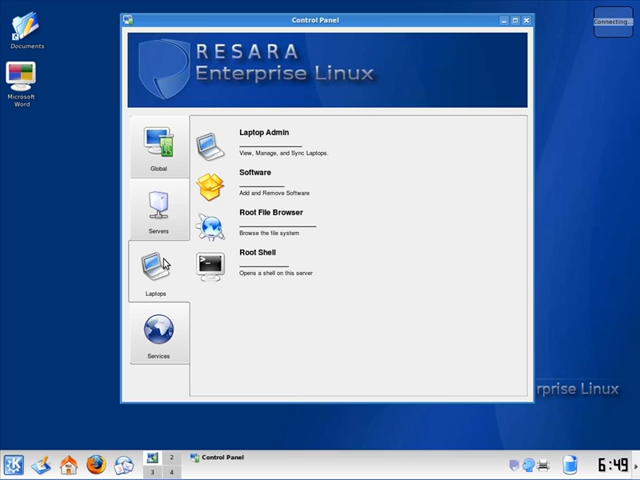 Control Panel
Connecting...
Documents
Microsoft
Word
RESARA
Enterprise Linux
Global
Servers
Laptops
Services
Laptop Admin
View, Manage, and Sync Laptops.
Software
Add and Remove Software
Root File Browser
Browse the file system
Root Shell
Opens a shell on this server
rprise Linux
2
3
4
Control Panel
6:49